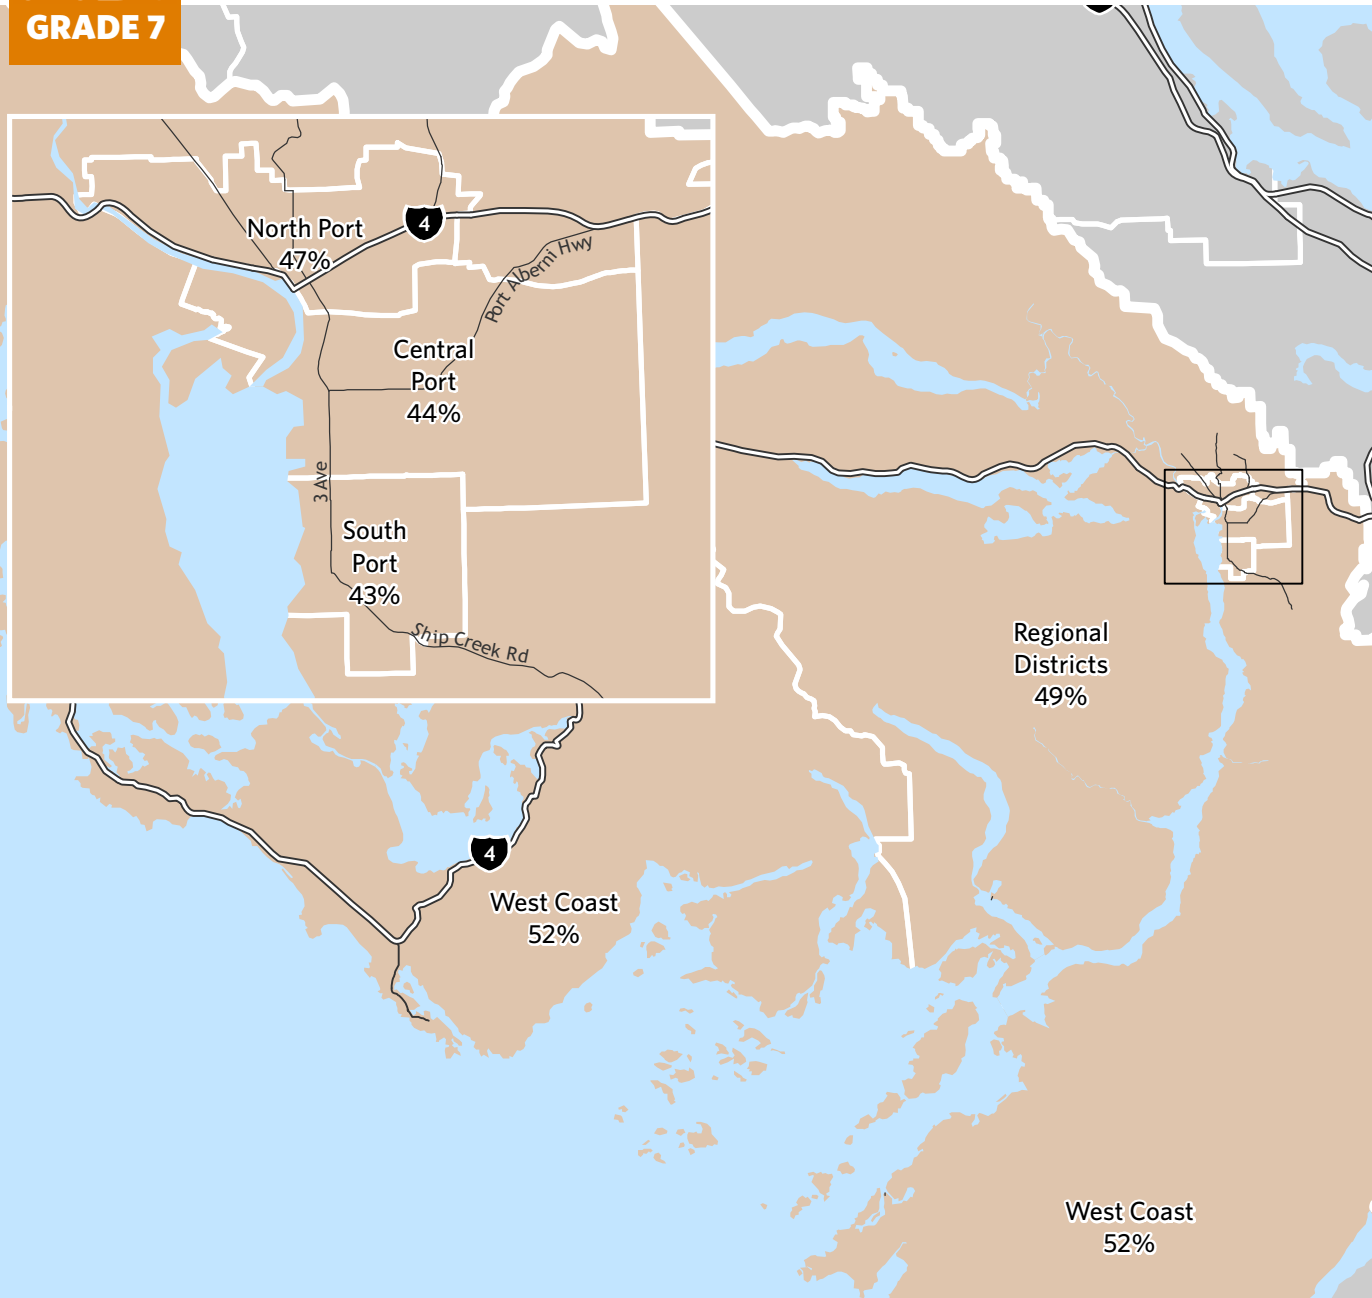 GRADE 7
North Port
47%
4
Port Alberni Hwy
Central
Port
44%
3 Ave
South
Port
43%
Ship Creek Rd
Regional
Districts
49%
4
West Coast
52%
West Coast
52%